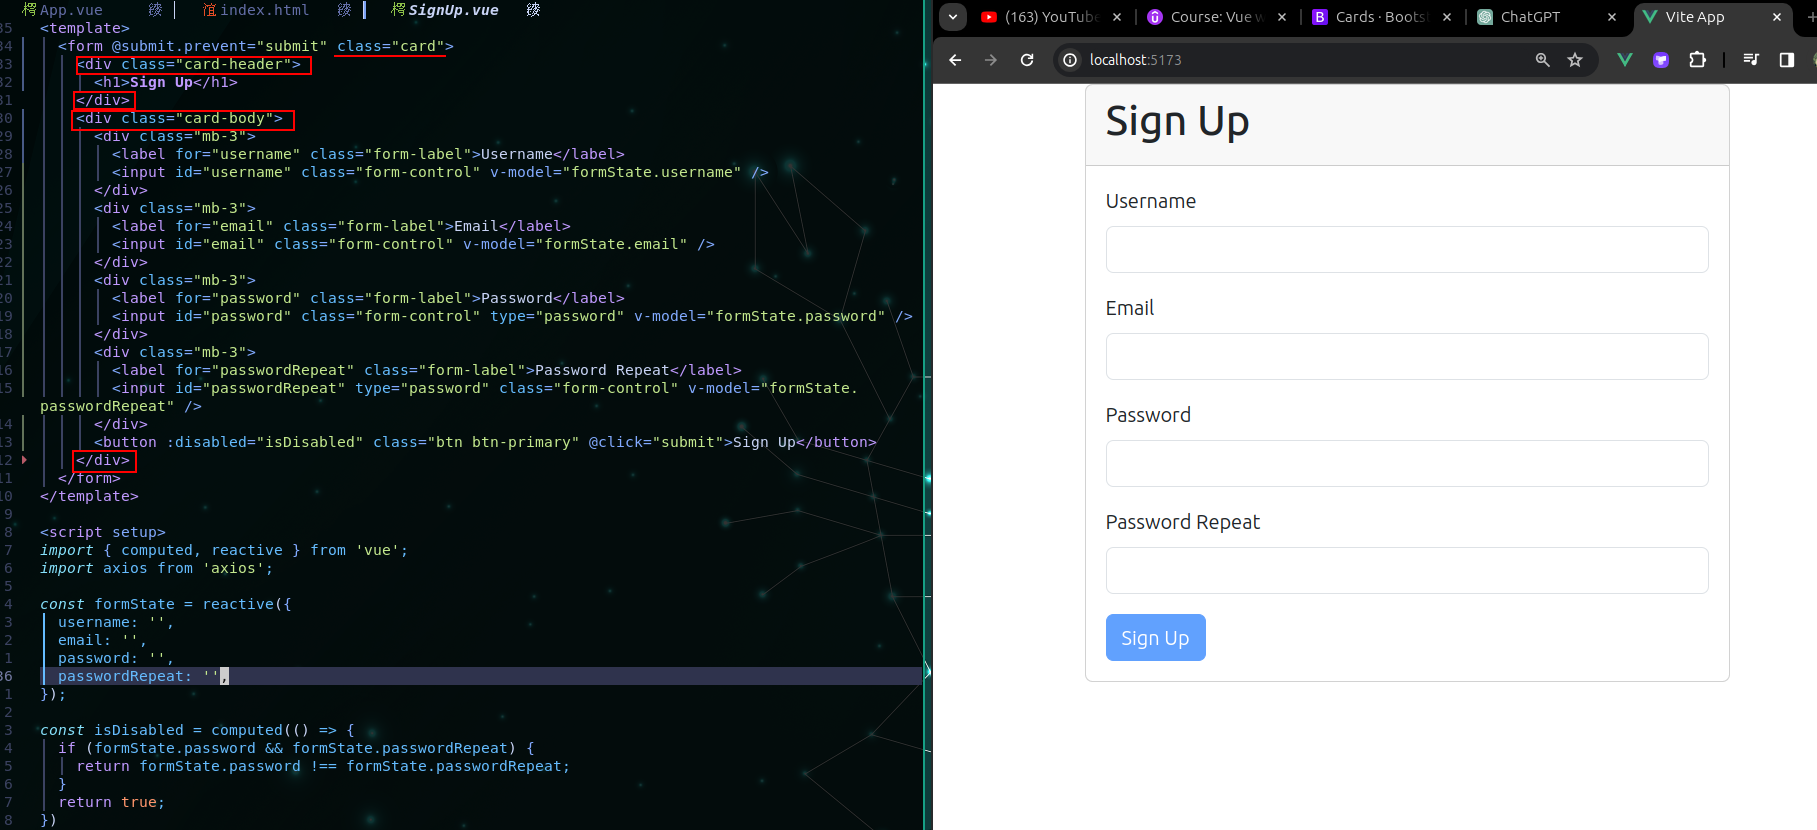 App.vue index.html SignUp.vue
35 <template>
34 <form @submit.prevent="submit" class="card">
33 <div class="card-header">
32 <h1>Sign Up</h1>
31 </div>
30 <div class="card-body">
29 <div class="mb-3">
28 <label for="username" class="form-label">Username</label>
27 <input id="username" class="form-control" v-model="formState.username" />
26 </div>
25 <div class="mb-3">
24 <label for="email" class="form-label">Email</label>
23 <input id="email" class="form-control" v-model="formState.email" />
22 </div>
21 <div class="mb-3">
20 <label for="password" class="form-label">Password</label>
19 <input id="password" class="form-control" type="password" v-model="formState.password" />
18 </div>
17 <div class="mb-3">
16 <label for="passwordRepeat" class="form-label">Password Repeat</label>
15 <input id="passwordRepeat" type="password" class="form-control" v-model="formState.
passwordRepeat" />
14 </div>
13 <button :disabled="isDisabled" class="btn btn-primary" @click="submit">Sign Up</button>
12 </div>
11 </form>
10 </template>
9
8 <script setup>
7 import { computed, reactive } from 'vue';
6 import axios from 'axios';
5
4 const formState = reactive({
3 username: '',
2 email: '',
1 password: '',
36 passwordRepeat: '',
1 });
2
3 const isDisabled = computed(() => {
4 if (formState.password && formState.passwordRepeat) {
5 return formState.password !== formState.passwordRepeat;
6 }
7 return true;
8 })
(163) YouTube
Course: Vue w
Cards · Boots
ChatGPT
Vite App
localhost:5173
Sign Up
Username
Email
Password
Password Repeat
Sign Up